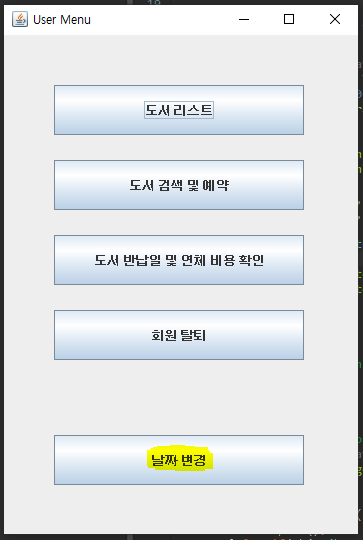 User Menu
도서 리스트
도서 검색 및 예약
도서 반납일 및 연체 비용 확인
회원 탈퇴
날짜 변경